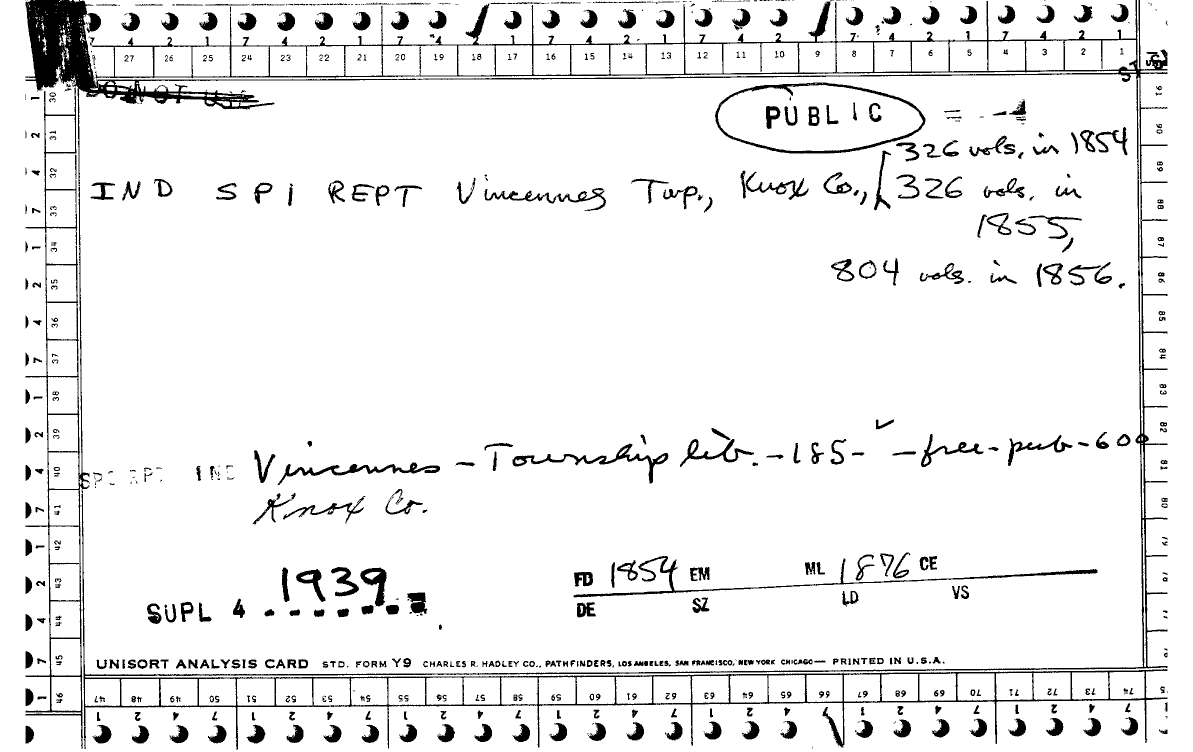 7 4 2 1 7 4 2 1 7 4 2 1 7 4 2 1 7 4 2 1 7 4 2 1
27 26 25 24 23 22 21 20 19 18 17 16 15 14 13 12 11 10 9 8 7 6 5 4 3 2 1
DO NOT USE
PUBLIC
326 vols. in 1854
IND SPI REPT Vincennes Twp., Knox Co., 326 vols. in
1855,
804 vols. in 1856.
Vincennes - Township lib. - 185- - free - pub - 600
SPC RPT IND
Knox Co.
1939
SUPL 4
FD 1854 EM ML 1876 CE
DE SZ LD VS
UNISORT ANALYSIS CARD STD. FORM Y9 CHARLES R. HADLEY CO., PATHFINDERS, LOS ANGELES, SAN FRANCISCO, NEW YORK CHICAGO— PRINTED IN U.S.A.
47 48 49 50 51 52 53 54 55 56 57 58 59 60 61 62 63 64 65 66 67 68 69 70 71 72 73 74
1 2 4 7 1 2 4 7 1 2 4 7 1 2 4 7 1 2 4 7 1 2 4 7 1 2 4 7